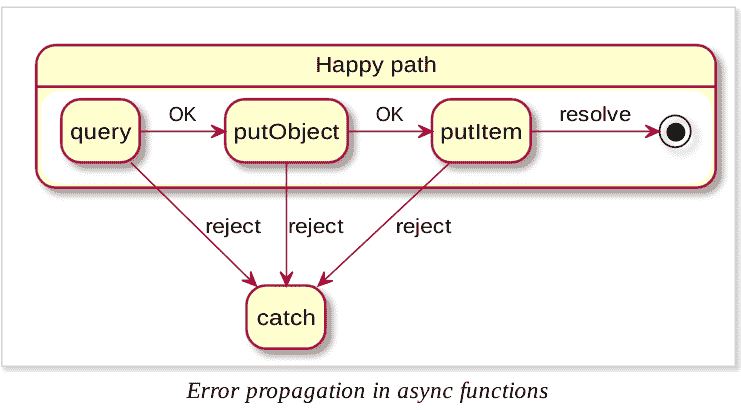 Happy path
query
OK
putObject
OK
putItem
resolve
reject
reject
reject
catch
Error propagation in async functions